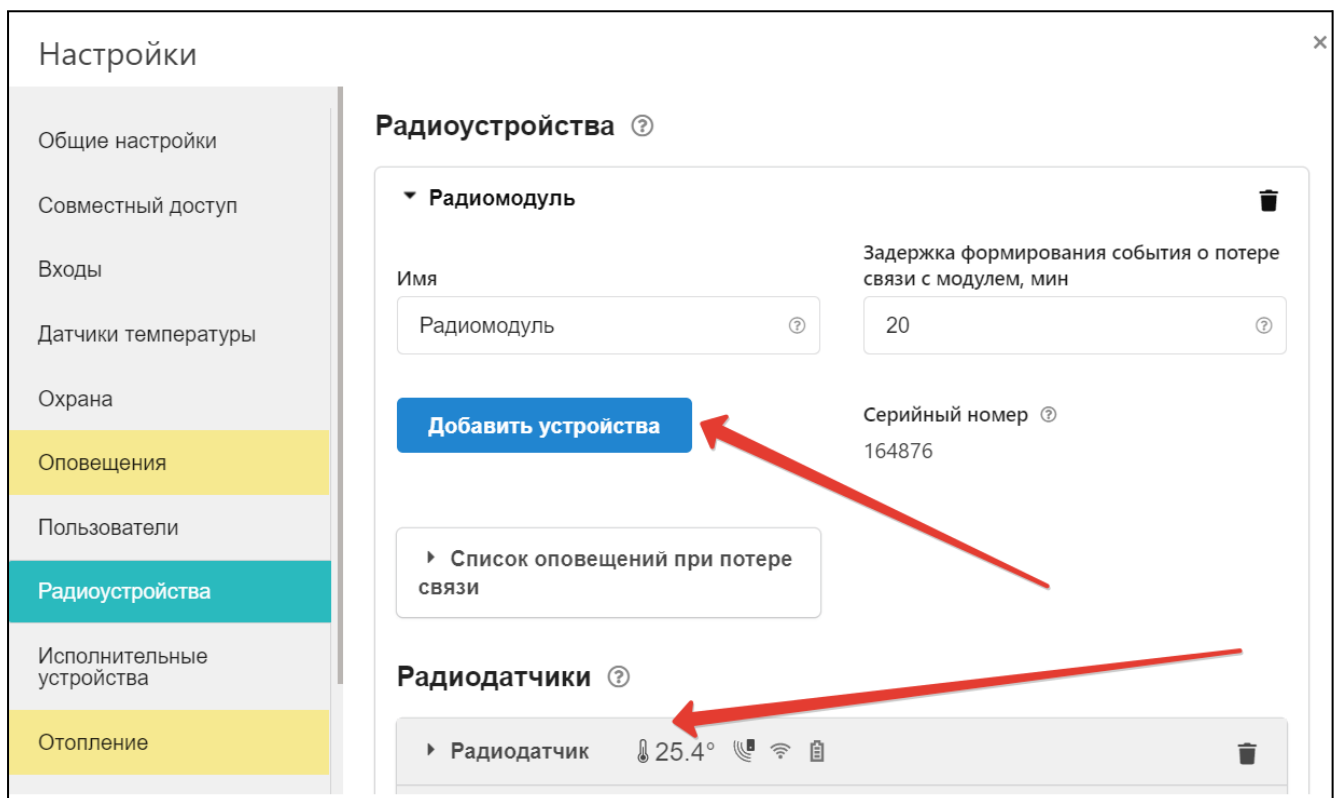 Настройки
Общие настройки
Совместный доступ
Входы
Датчики температуры
Охрана
Оповещения
Пользователи
Радиоустройства
Исполнительные
устройства
Отопление
Радиоустройства
Радиомодуль
Имя
Радиомодуль
Задержка формирования события о потере
связи с модулем, мин
20
Добавить устройства
Серийный номер
164876
Список оповещений при потере
связи
Радиодатчики
Радиодатчик 25.4°